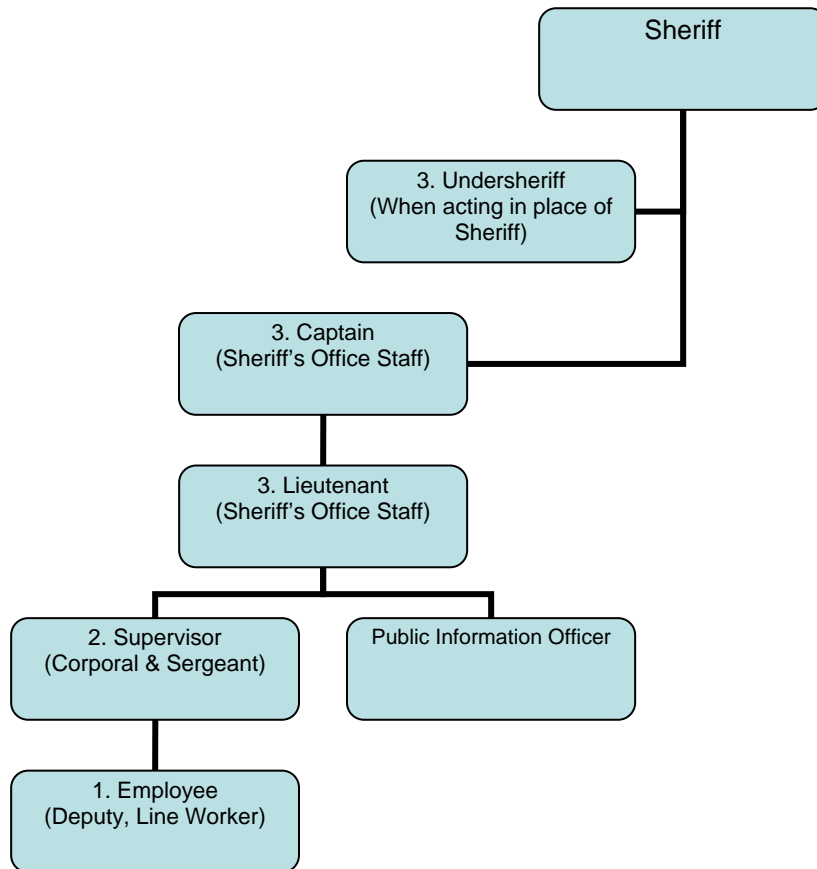 Sheriff
3. Undersheriff
(When acting in place of
Sheriff)
3. Captain
(Sheriff’s Office Staff)
3. Lieutenant
(Sheriff’s Office Staff)
2. Supervisor
(Corporal & Sergeant)
Public Information Officer
1. Employee
(Deputy, Line Worker)